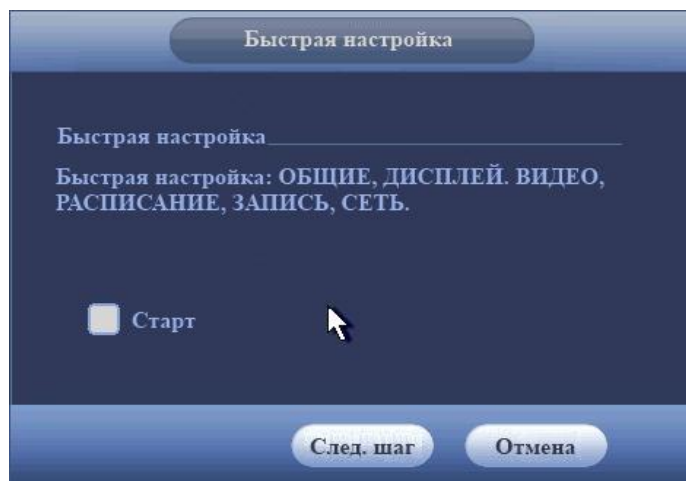 Быстрая настройка
Быстрая настройка
Быстрая настройка: ОБЩИЕ, ДИСПЛЕЙ. ВИДЕО,
РАСПИСАНИЕ, ЗАПИСЬ, СЕТЬ.
Старт
След. шаг
Отмена